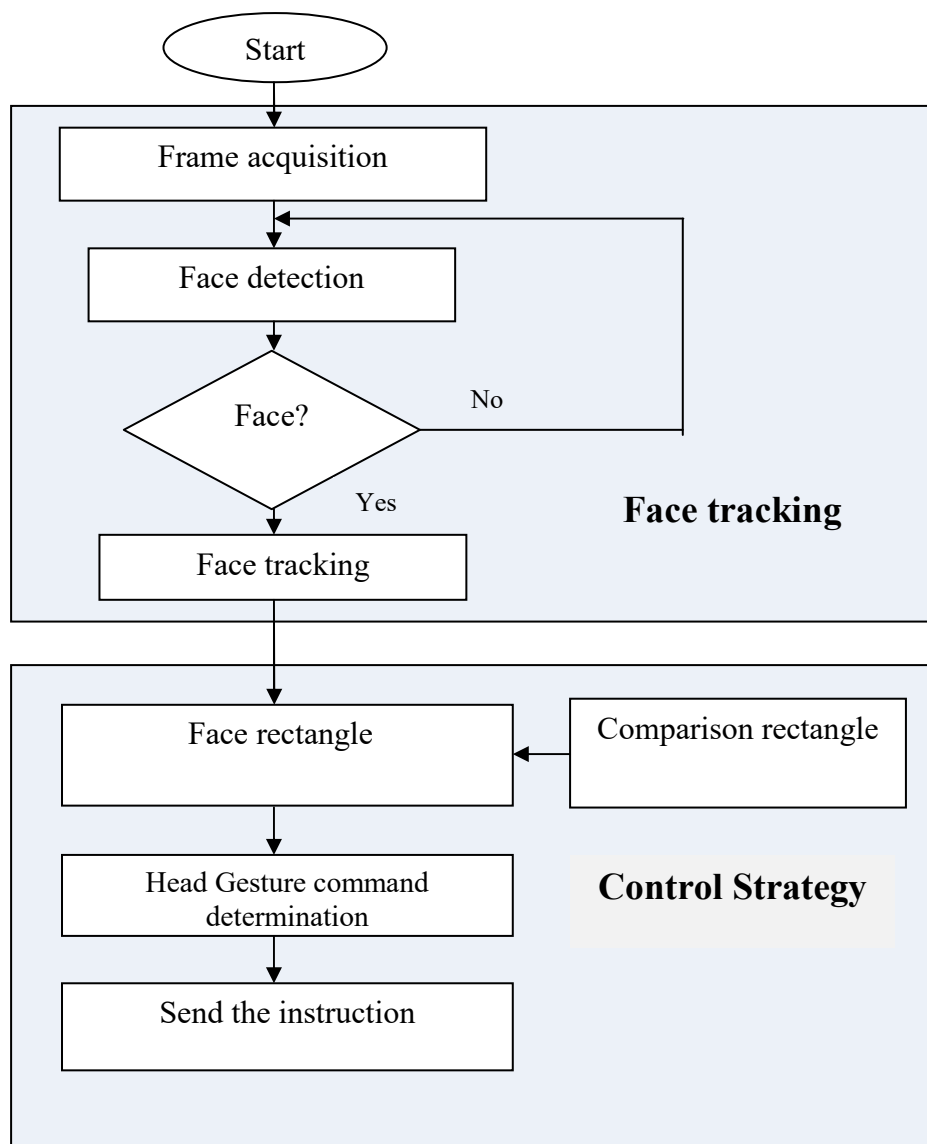 Start
Frame acquisition
Face detection
Face?
No
Yes
Face tracking
Face tracking
Face rectangle
Comparison rectangle
Head Gesture command
determination
Control Strategy
Send the instruction